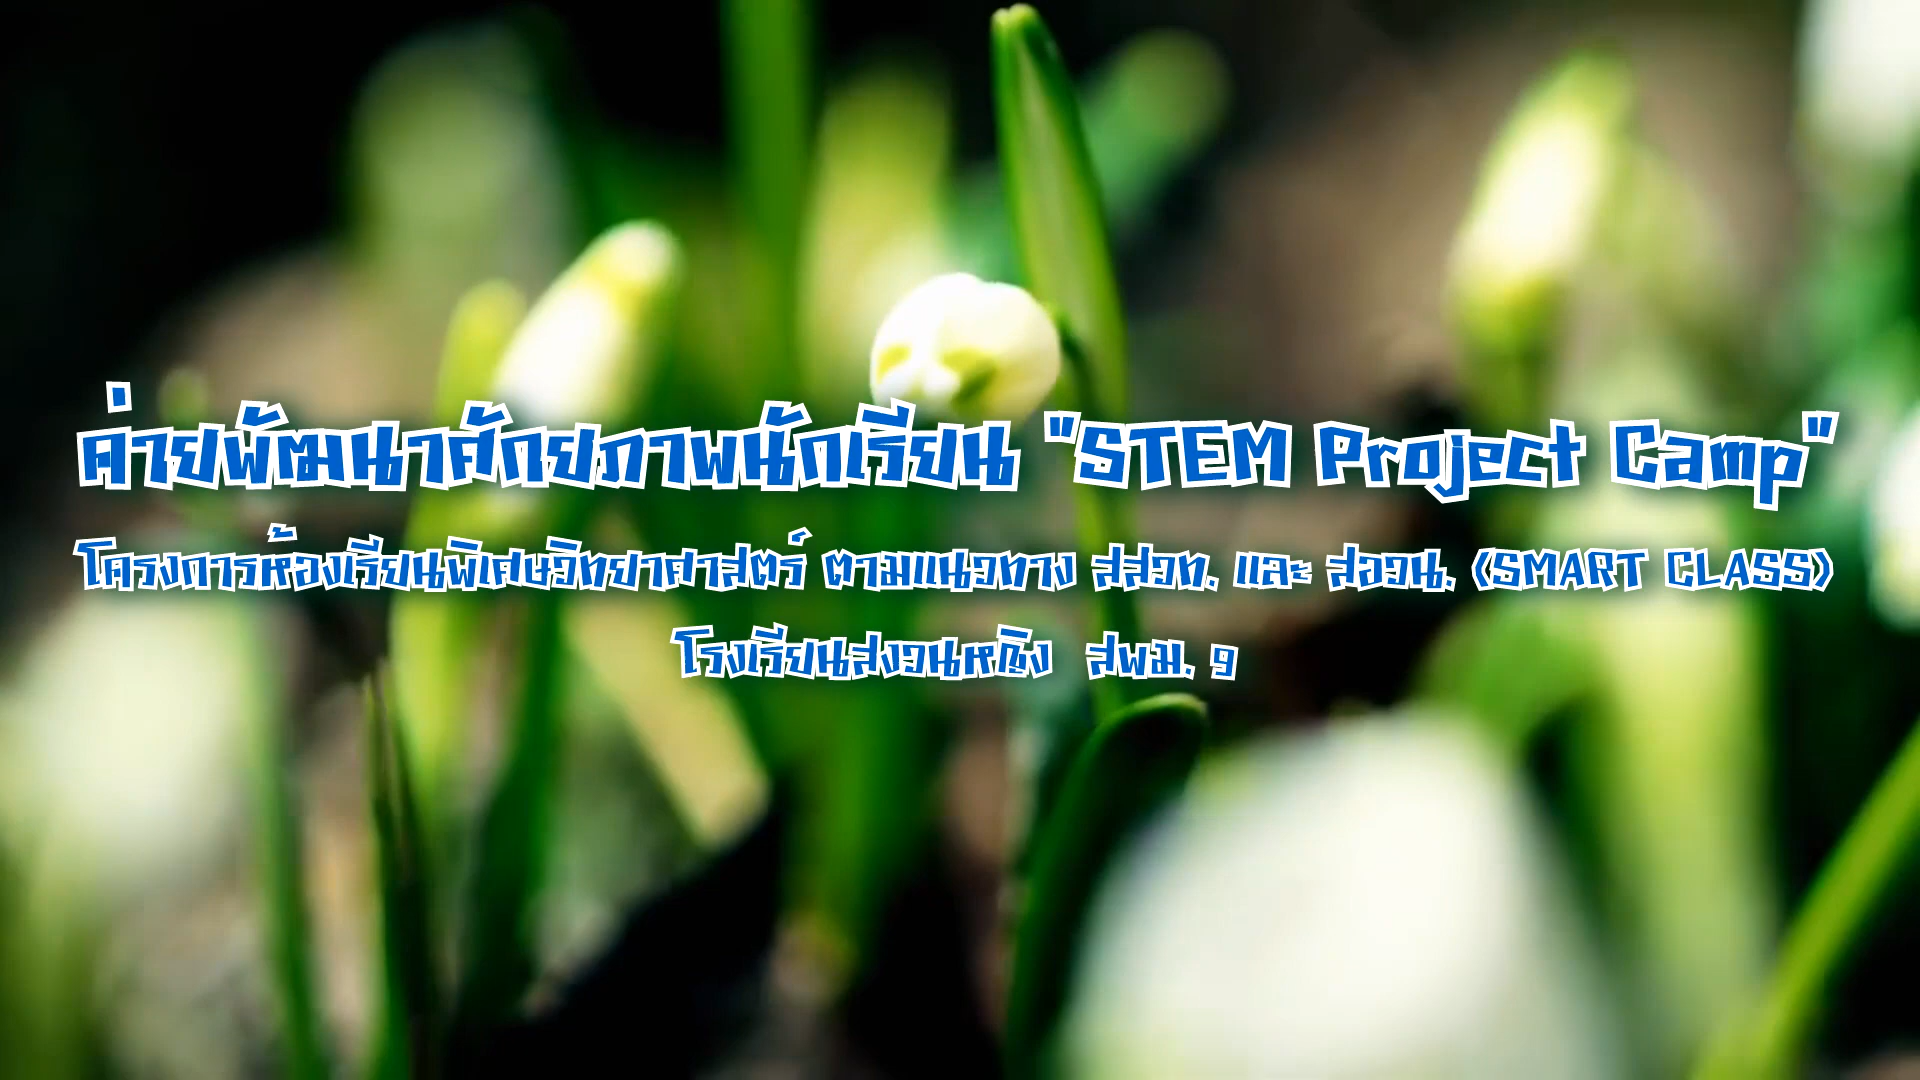 ค่ายพัฒนาศักยภาพนักเรียน "STEM Project Camp"
โครงการห้องเรียนพิเศษวิทยาศาสตร์ ตามแนวทาง สสวท. และ สอวน. (SMART CLASS)
โรงเรียนสงวนหญิง สพม. 9